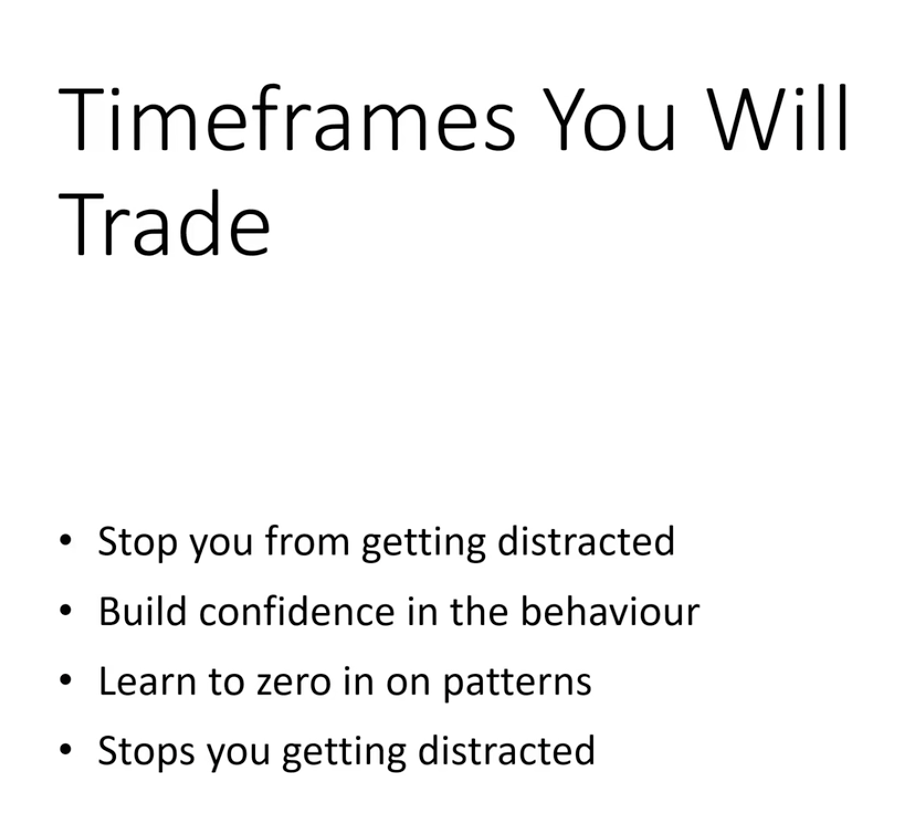 Timeframes You Will
Trade
• Stop you from getting distracted
• Build confidence in the behaviour
• Learn to zero in on patterns
• Stops you getting distracted